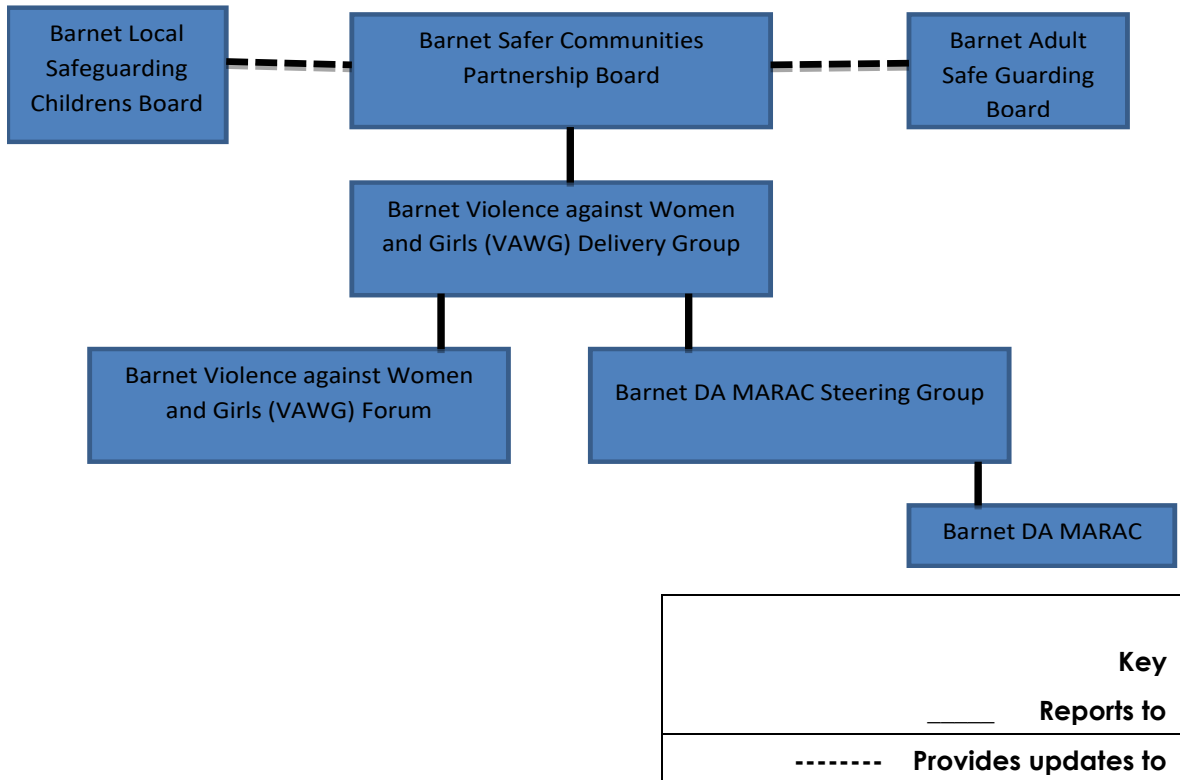 Barnet Local
Safeguarding
Childrens Board
Barnet Safer Communities
Partnership Board
Barnet Adult
Safe Guarding
Board
Barnet Violence against Women
and Girls (VAWG) Delivery Group
Barnet Violence against Women
and Girls (VAWG) Forum
Barnet DA MARAC Steering Group
Barnet DA MARAC
Key
_____ Reports to
------- Provides updates to